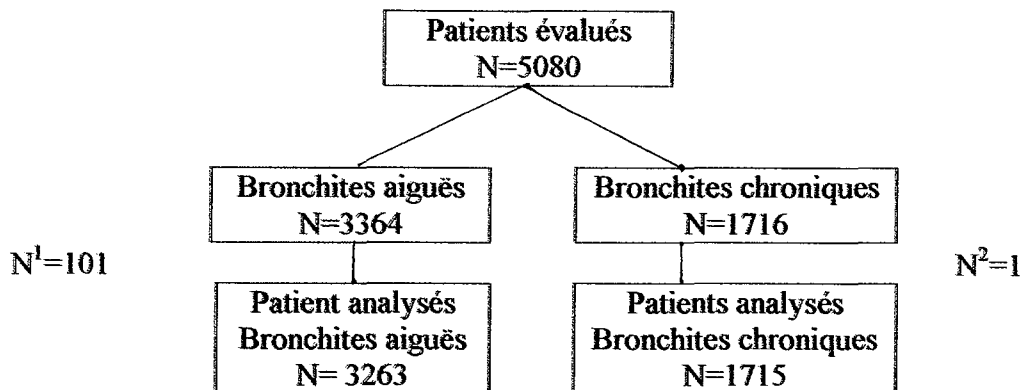 Patients évalués
N=5080
Bronchites aiguës
N=3364
Bronchites chroniques
N=1716
N¹=101
N²=1
Patient analysés
Bronchites aiguës
N= 3263
Patients analysés
Bronchites chroniques
N=1715